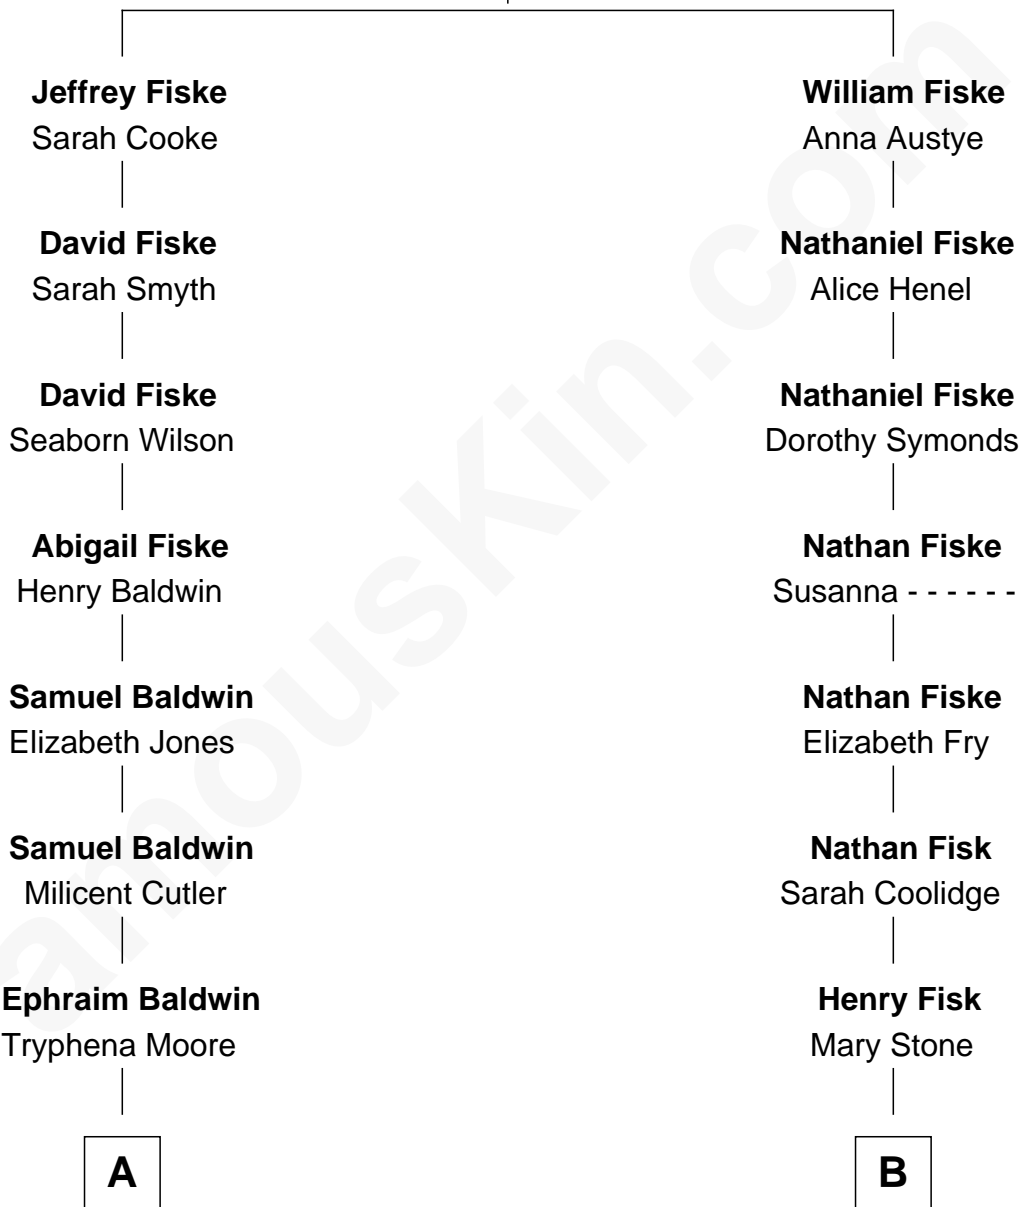 Jeffrey Fiske
Sarah Cooke
David Fiske
Sarah Smyth
David Fiske
Seaborn Wilson
Abigail Fiske
Henry Baldwin
Samuel Baldwin
Elizabeth Jones
Samuel Baldwin
Milicent Cutler
Ephraim Baldwin
Tryphena Moore
A
William Fiske
Anna Austye
Nathaniel Fiske
Alice Henel
Nathaniel Fiske
Dorothy Symonds
Nathan Fiske
Susanna - - - - - -
Nathan Fiske
Elizabeth Fry
Nathan Fisk
Sarah Coolidge
Henry Fisk
Mary Stone
B
amouskin.com